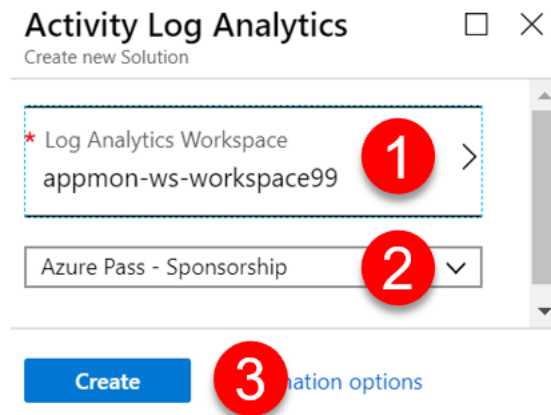 Activity Log Analytics
Create new Solution
* Log Analytics Workspace
appmon-ws-workspace99
1
Azure Pass - Sponsorship
2
Create
3
options